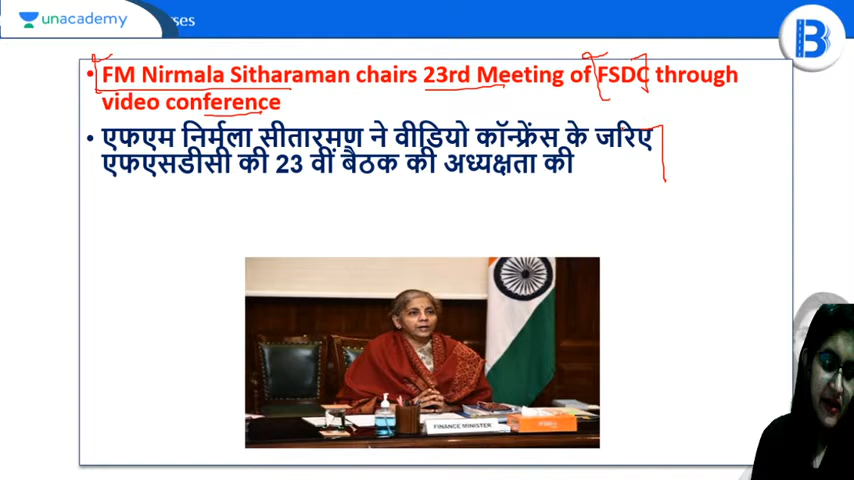 unacademy
ses
• FM Nirmala Sitharaman chairs 23rd Meeting of FSDC through
video conference
• एफएम निर्मला सीतारमण ने वीडियो कॉन्फ्रेंस के जरिए
एफएसडीसी की 23 वीं बैठक की अध्यक्षता की
B
FINANCE MINISTER